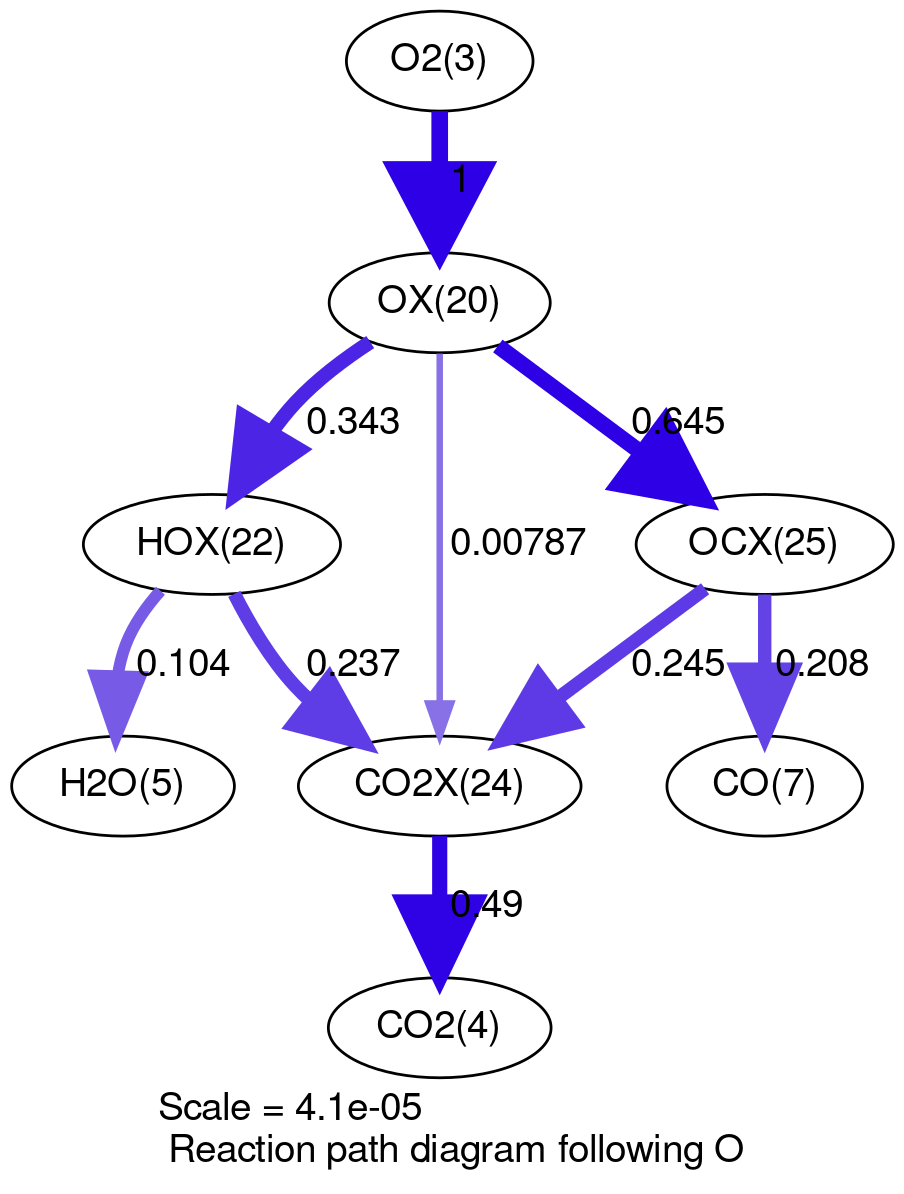 O2(3)
1
OX(20)
0.343
0.645
HOX(22)
0.00787
OCX(25)
0.104
0.237
0.245
0.208
H2O(5)
CO2X(24)
CO(7)
0.49
CO2(4)
Scale = 4.1e-05
Reaction path diagram following O